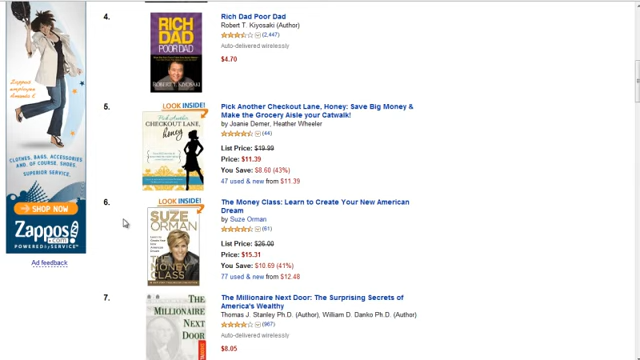 4.
RICH
DAD
POOR DAD
ROBERT T. KIYOSAKI
Rich Dad Poor Dad
Robert T. Kiyosaki (Author)
(2,447)
Auto-delivered wirelessly
$4.70
5.
LOOK INSIDE!
Pick Another
CHECKOUT LANE,
honey
Pick Another Checkout Lane, Honey: Save Big Money &
Make the Grocery Aisle your Catwalk!
by Joanie Demer, Heather Wheeler
(44)
List Price: $19.99
Price: $11.39
You Save: $8.60 (43%)
47 used & new from $11.39
6.
LOOK INSIDE!
SUZE
ORMAN
THE
MONEY
CLASS
The Money Class: Learn to Create Your New American
Dream
by Suze Orman
(61)
List Price: $26.00
Price: $15.31
You Save: $10.69 (41%)
77 used & new from $12.48
7.
THE
MILLIONAIRE
NEXT
DOOR
The Millionaire Next Door: The Surprising Secrets of
America's Wealthy
Thomas J. Stanley Ph.D. (Author), William D. Danko Ph.D. (Author)
(967)
Auto-delivered wirelessly
$8.05
Zappos
employee
CLOTHES, BAGS, ACCESSORIES
AND, OF COURSE, SHOES.
SUPERIOR SERVICE.
SHOP NOW
Zappos
.com
POWERED by SERVICE
Ad feedback